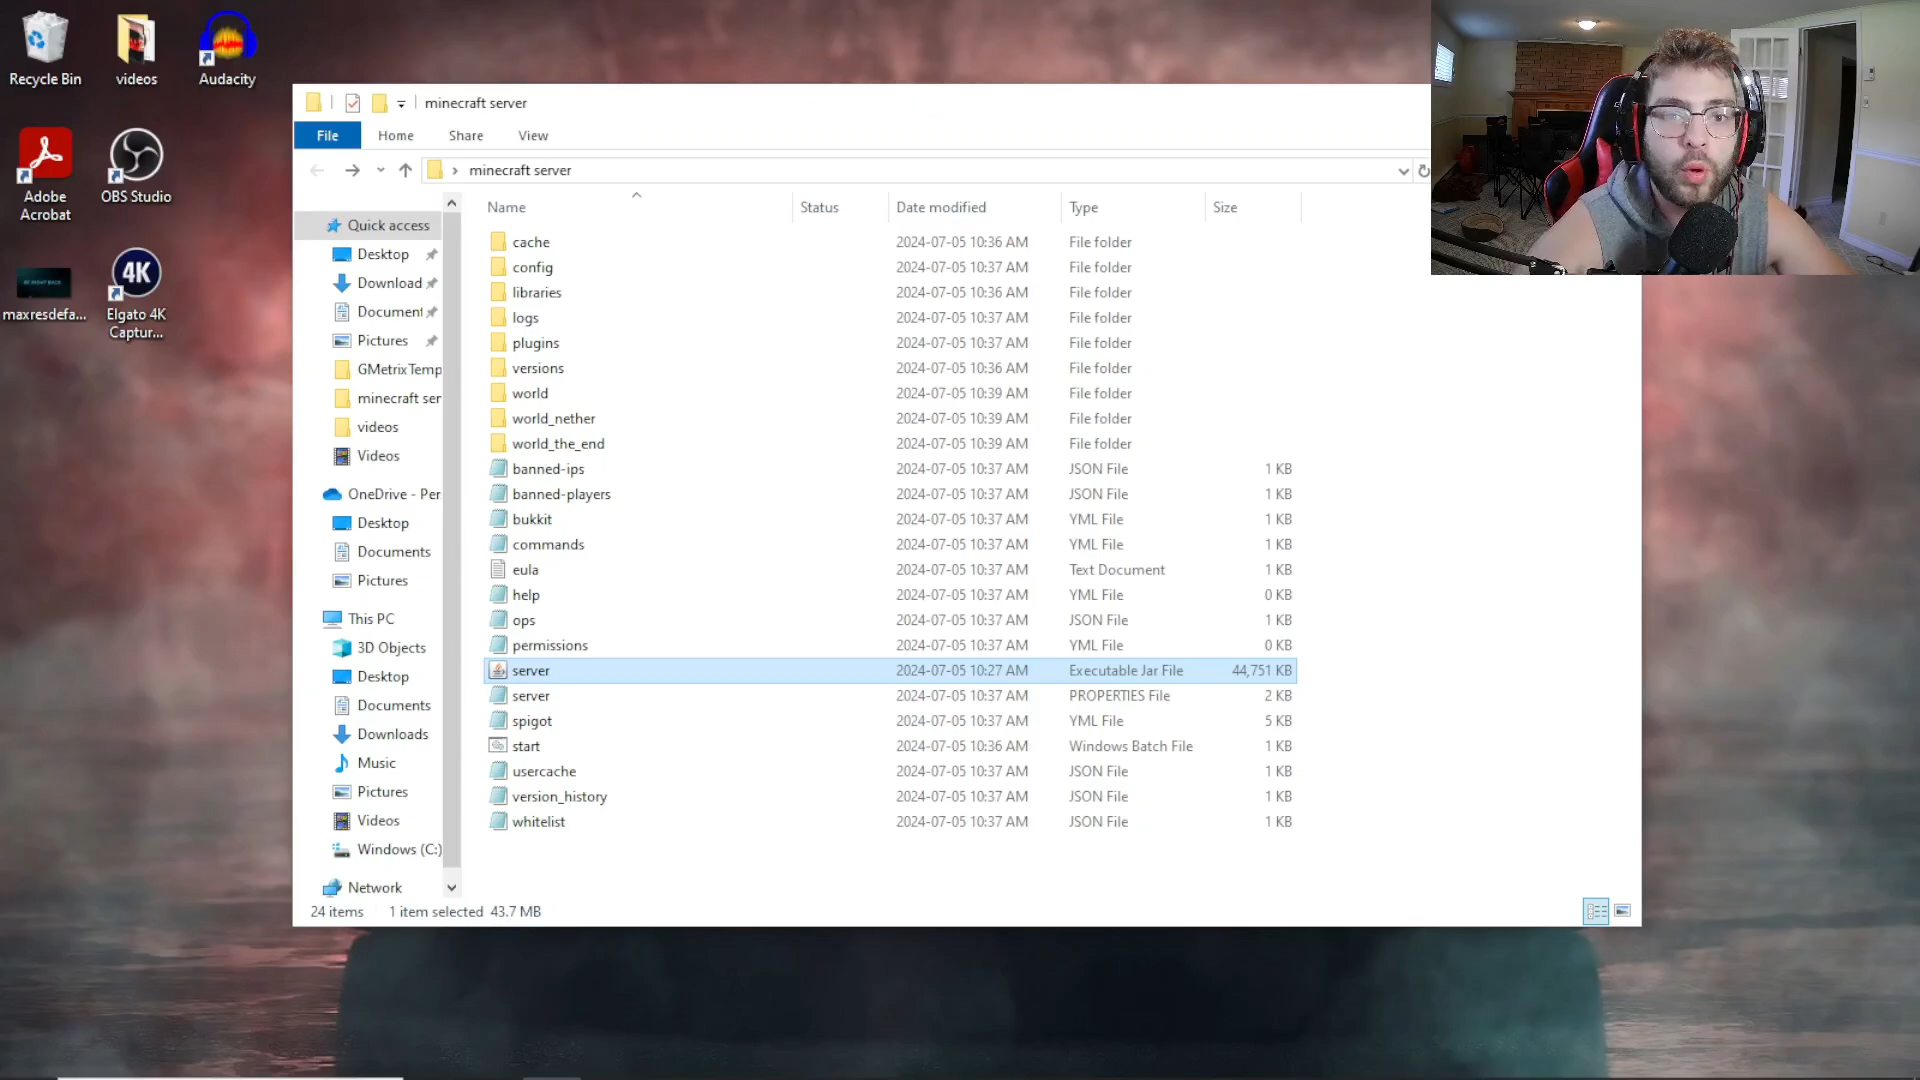 Recycle Bin
videos
Audacity
Adobe Acrobat
OBS Studio
maxresdefa...
4K
Elgato 4K Captur...
minecraft server
File Home Share View
minecraft server
Name Status Date modified Type Size
Quick access
Desktop
Download
Document
Pictures
GMetrixTemp
minecraft ser
videos
Videos
OneDrive - Per
Desktop
Documents
Pictures
This PC
3D Objects
Desktop
Documents
Downloads
Music
Pictures
Videos
Windows (C:)
Network
cache 2024-07-05 10:36 AM File folder
config 2024-07-05 10:37 AM File folder
libraries 2024-07-05 10:36 AM File folder
logs 2024-07-05 10:37 AM File folder
plugins 2024-07-05 10:37 AM File folder
versions 2024-07-05 10:36 AM File folder
world 2024-07-05 10:39 AM File folder
world_nether 2024-07-05 10:39 AM File folder
world_the_end 2024-07-05 10:39 AM File folder
banned-ips 2024-07-05 10:37 AM JSON File 1 KB
banned-players 2024-07-05 10:37 AM JSON File 1 KB
bukkit 2024-07-05 10:37 AM YML File 1 KB
commands 2024-07-05 10:37 AM YML File 1 KB
eula 2024-07-05 10:37 AM Text Document 1 KB
help 2024-07-05 10:37 AM YML File 0 KB
ops 2024-07-05 10:37 AM JSON File 1 KB
permissions 2024-07-05 10:37 AM YML File 0 KB
server 2024-07-05 10:27 AM Executable Jar File 44,751 KB
server 2024-07-05 10:37 AM PROPERTIES File 2 KB
spigot 2024-07-05 10:37 AM YML File 5 KB
start 2024-07-05 10:36 AM Windows Batch File 1 KB
usercache 2024-07-05 10:37 AM JSON File 1 KB
version_history 2024-07-05 10:37 AM JSON File 1 KB
whitelist 2024-07-05 10:37 AM JSON File 1 KB
24 items 1 item selected 43.7 MB